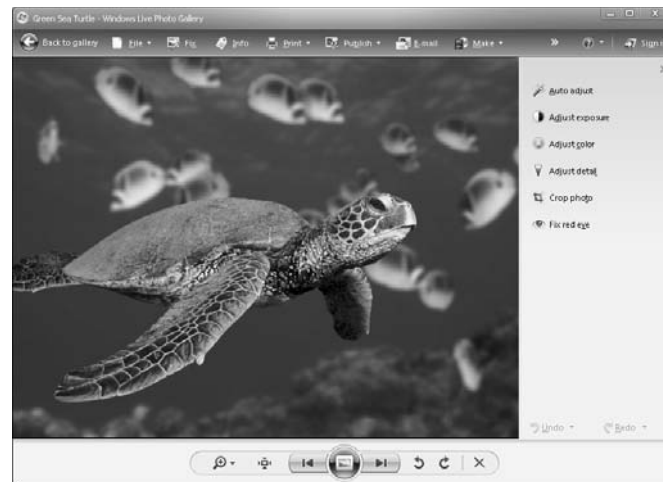 Green Sea Turtle - Windows Live Photo Gallery
Back to gallery File Fix Info Print Publish E-mail Make » Sign i
Auto adjust
Adjust exposure
Adjust color
Adjust detail
Crop photo
Fix red eye
Undo Redo